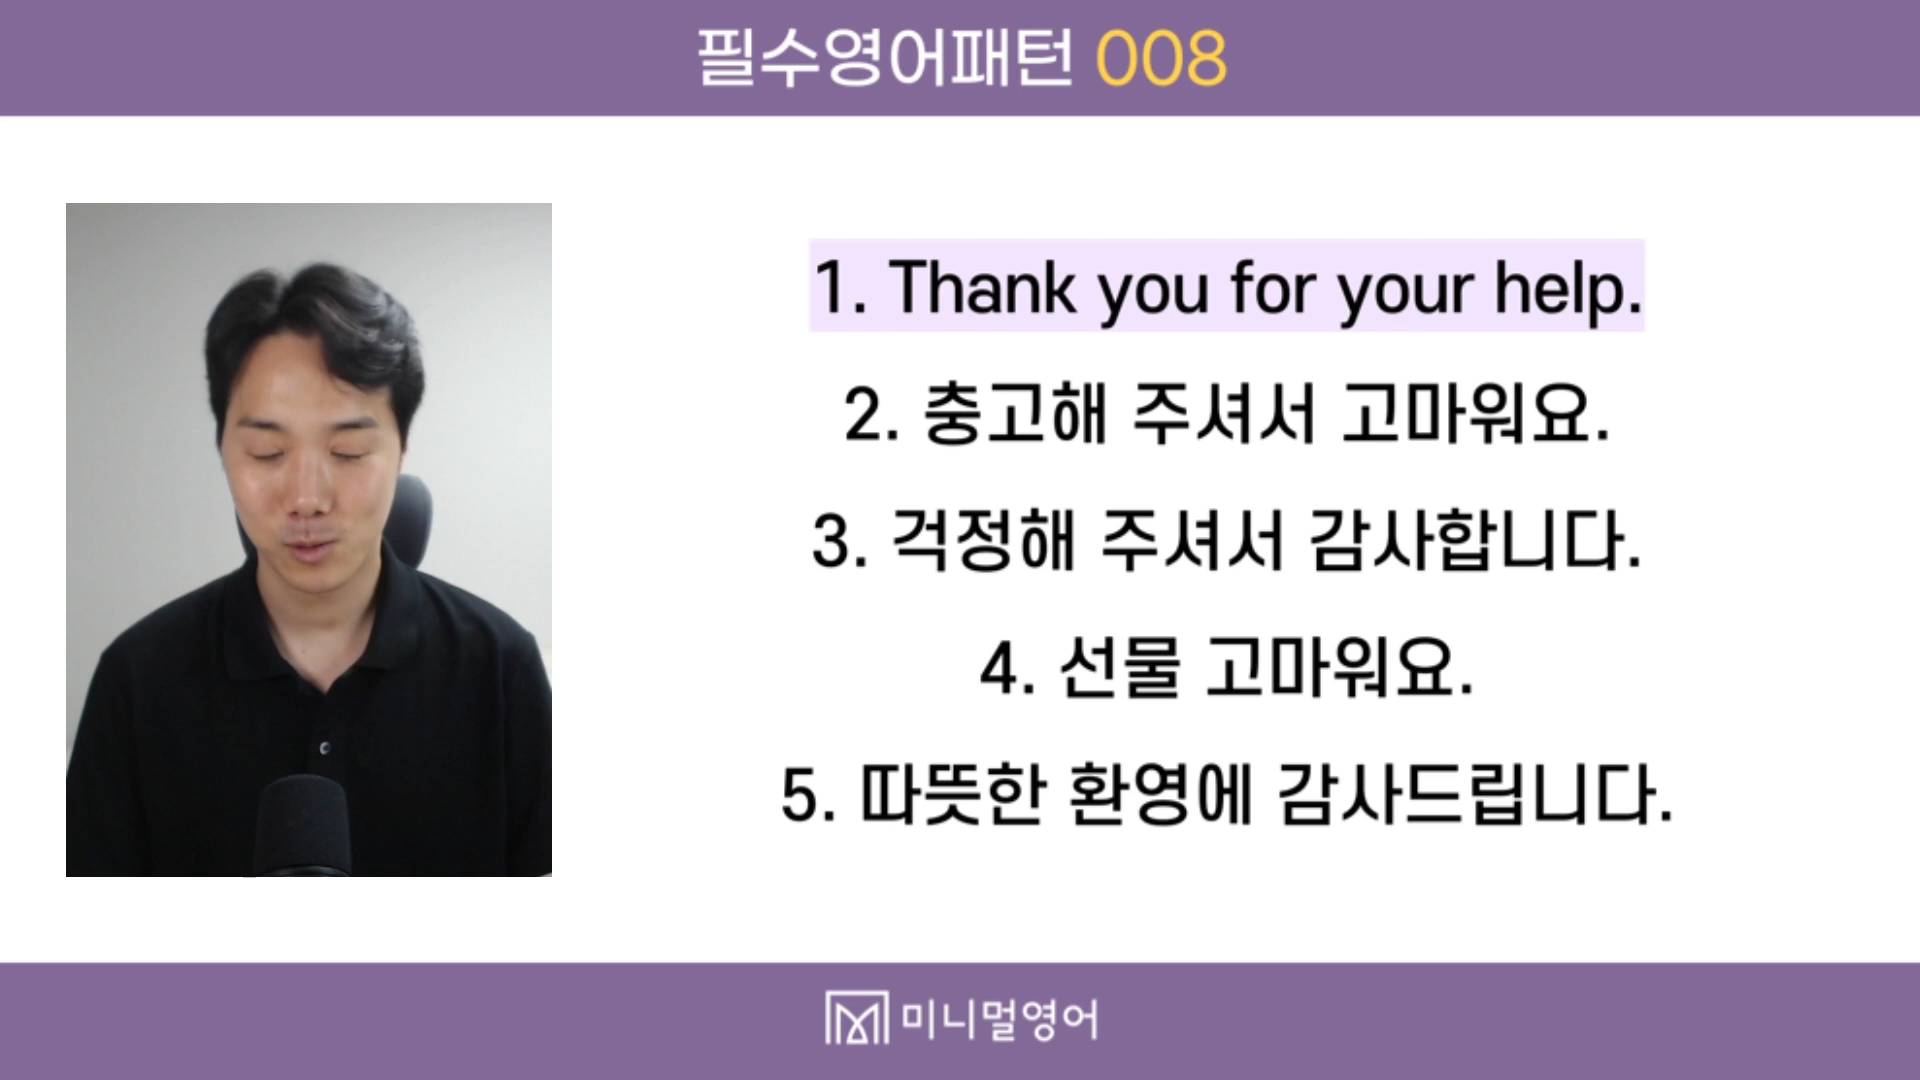 필수영어패턴 008
1. Thank you for your help.
2. 충고해 주셔서 고마워요.
3. 걱정해 주셔서 감사합니다.
4. 선물 고마워요.
5. 따뜻한 환영에 감사드립니다.
미니멀영어